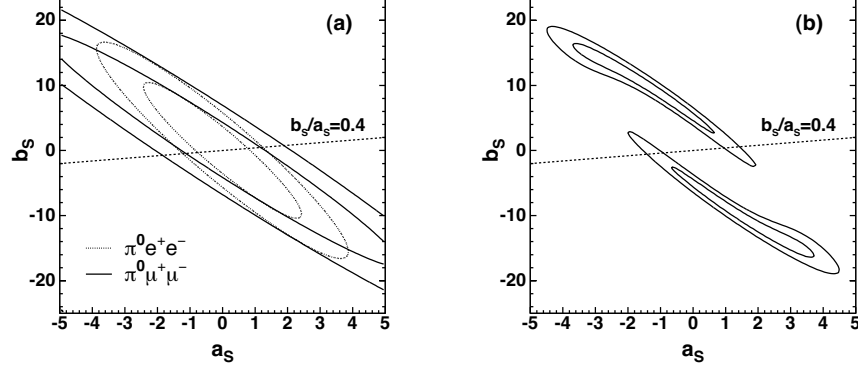 (a)
20
10
0
-10
-20
b_S
b_S/a_S=0.4
π⁰e⁺e⁻
π⁰μ⁺μ⁻
-5 -4 -3 -2 -1 0 1 2 3 4 5
a_S
(b)
20
10
0
-10
-20
b_S
b_S/a_S=0.4
-5 -4 -3 -2 -1 0 1 2 3 4 5
a_S